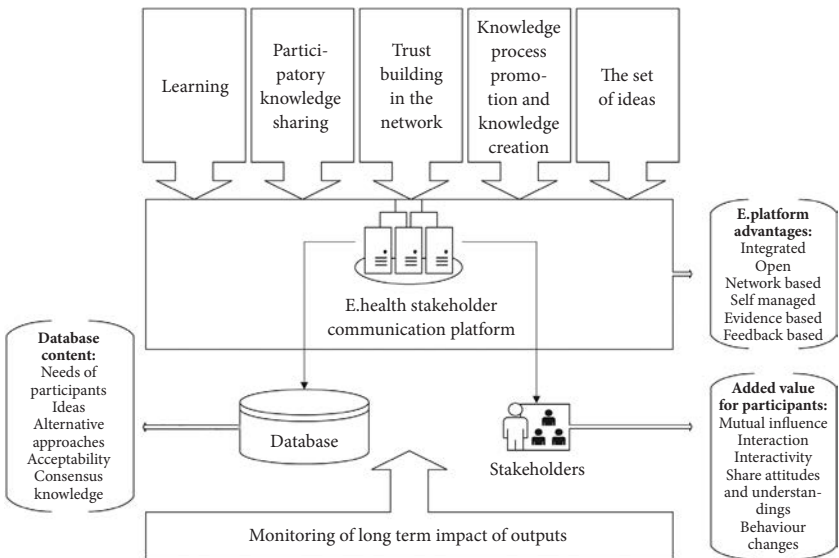 Learning
Partici-
patory
knowledge
sharing
Trust
building
in the
network
Knowledge
process
promo-
tion and
knowledge
creation
The set
of ideas
E.health stakeholder
communication platform
E.platform
advantages:
Integrated
Open
Network based
Self managed
Evidence based
Feedback based
Database
content:
Needs of
participants
Ideas
Alternative
approaches
Acceptability
Consensus
knowledge
Database
Stakeholders
Added value
for participants:
Mutual influence
Interaction
Interactivity
Share attitudes
and understan-
dings
Behaviour
changes
Monitoring of long term impact of outputs